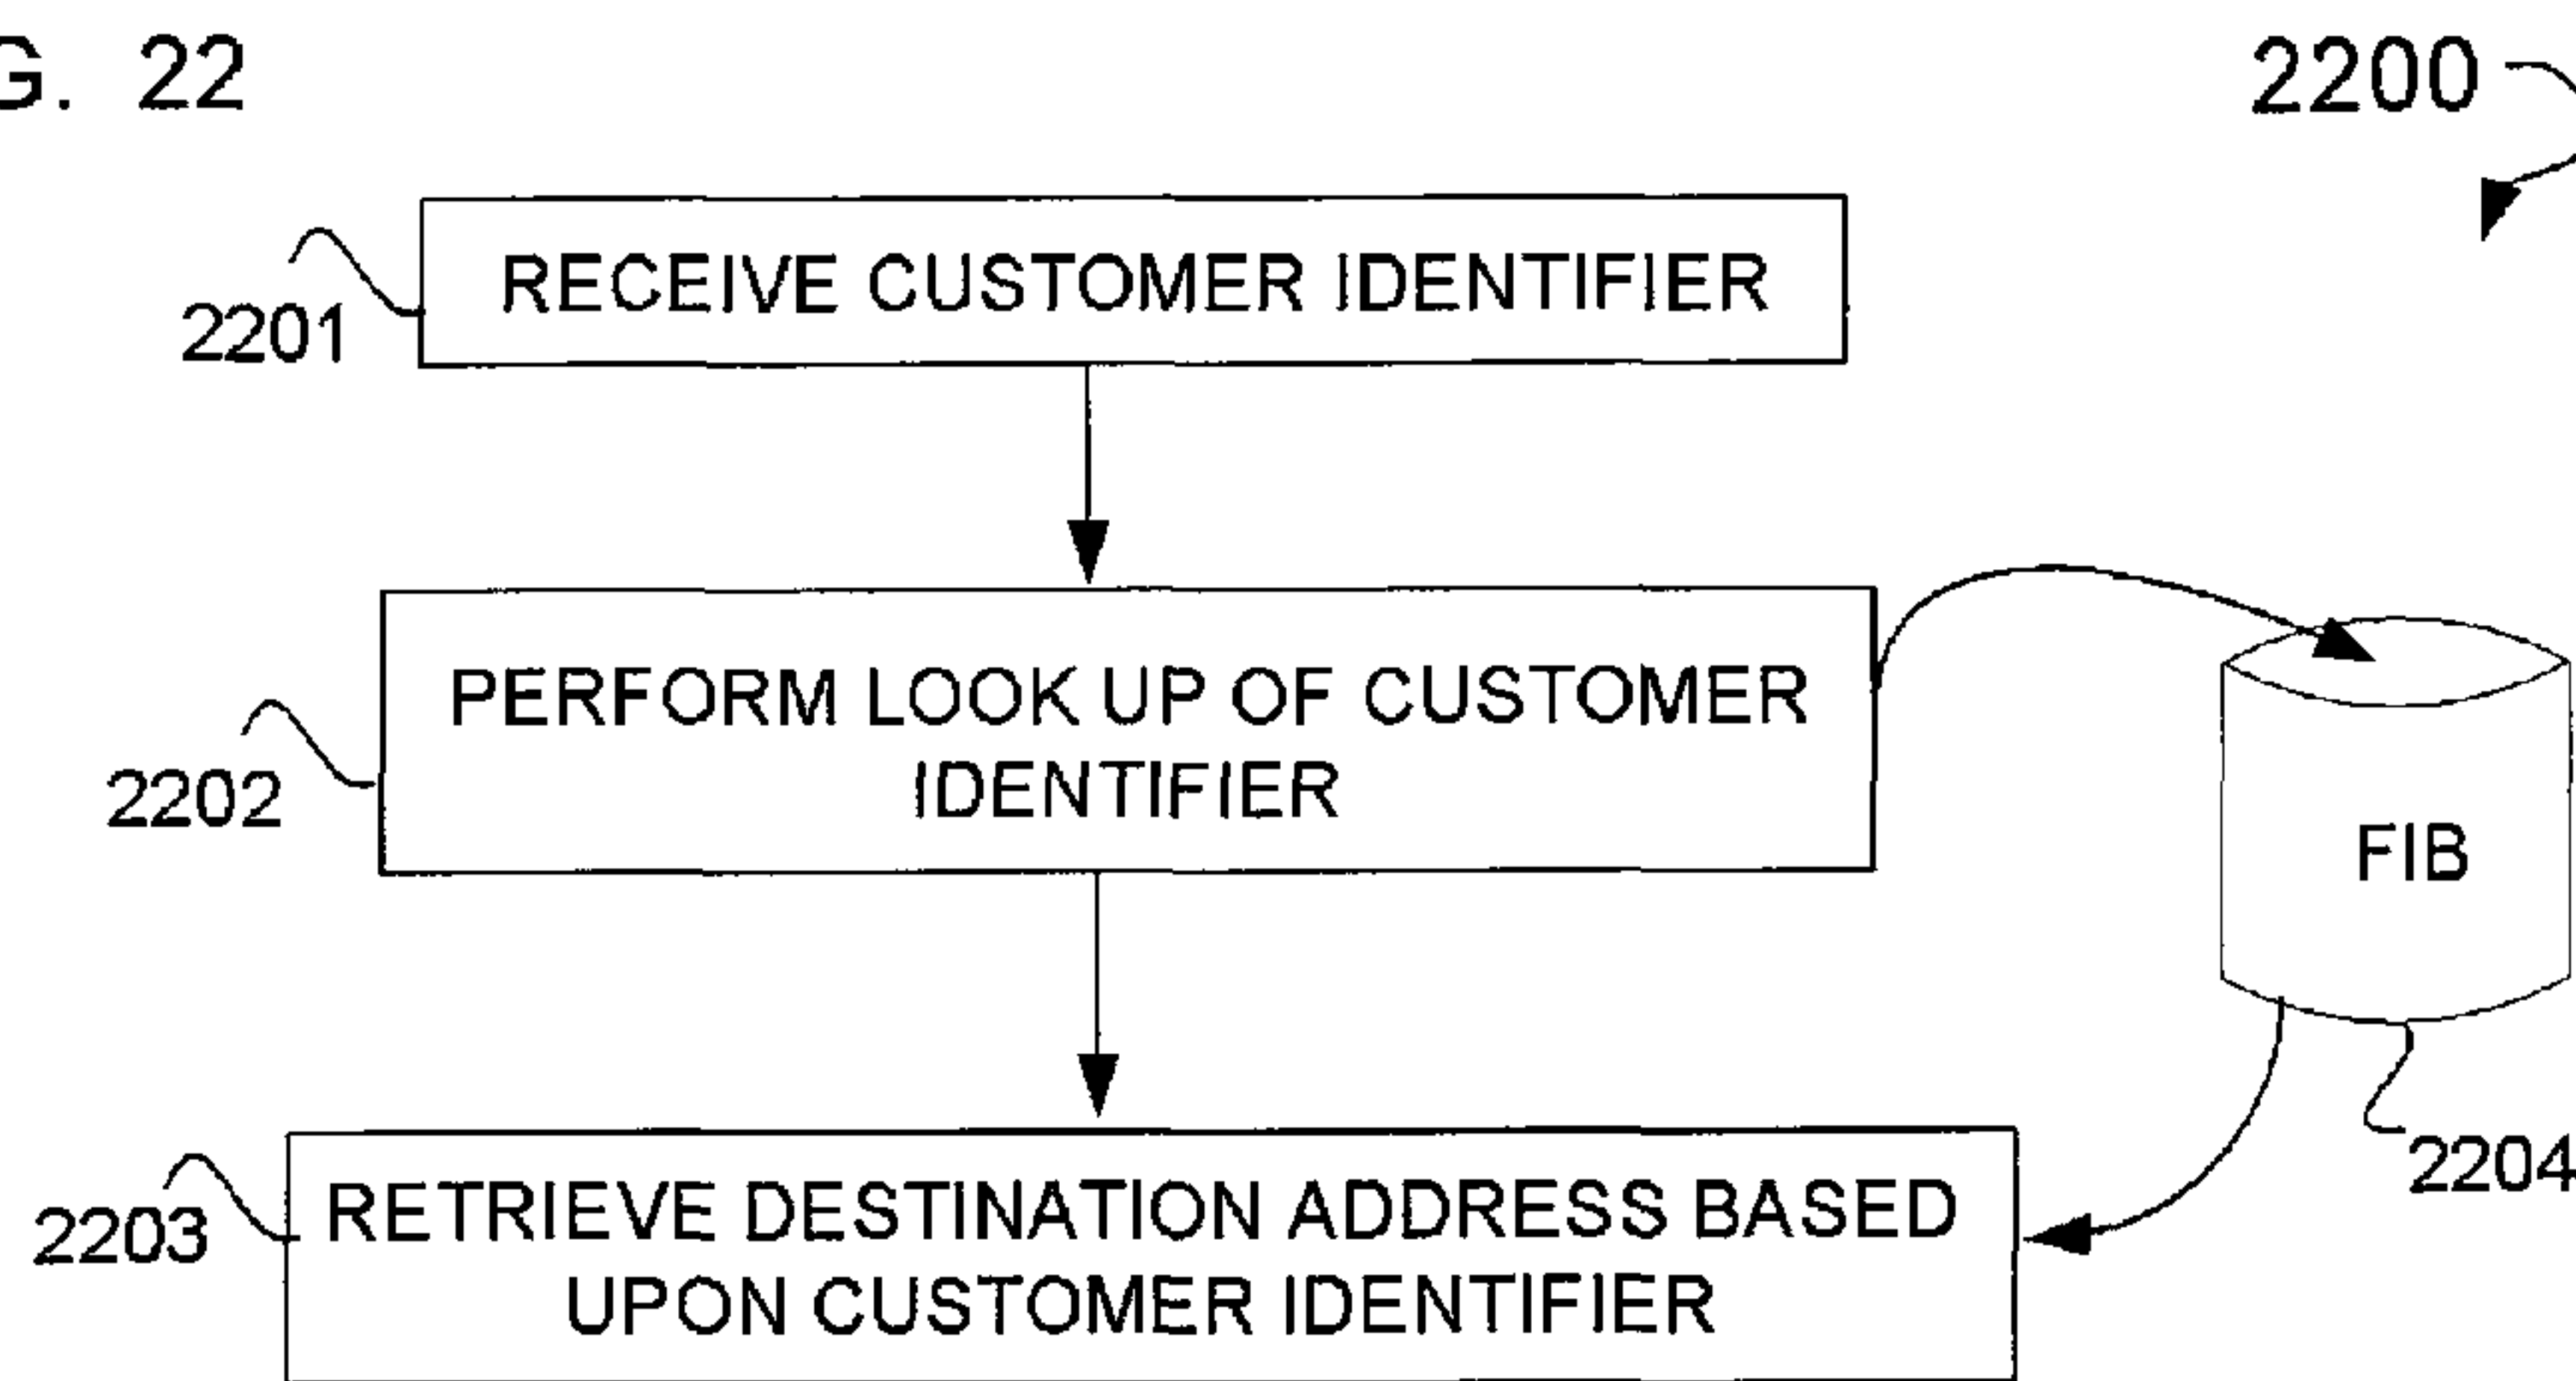 G. 22
2200
RECEIVE CUSTOMER IDENTIFIER
2201
PERFORM LOOK UP OF CUSTOMER
IDENTIFIER
2202
FIB
2204
RETRIEVE DESTINATION ADDRESS BASED
UPON CUSTOMER IDENTIFIER
2203